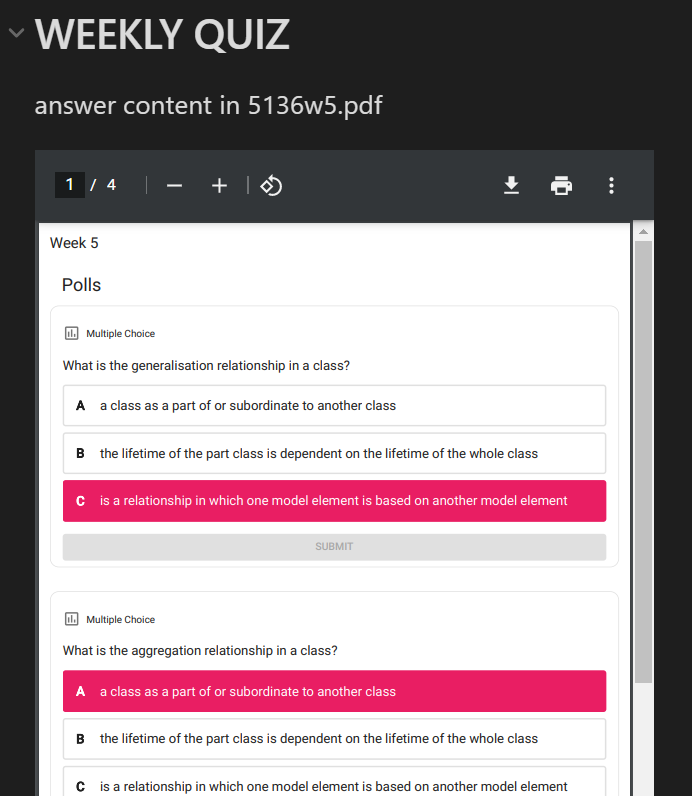 WEEKLY QUIZ
answer content in 5136w5.pdf
1 / 4
Week 5
Polls
Multiple Choice
What is the generalisation relationship in a class?
A a class as a part of or subordinate to another class
B the lifetime of the part class is dependent on the lifetime of the whole class
C is a relationship in which one model element is based on another model element
SUBMIT
Multiple Choice
What is the aggregation relationship in a class?
A a class as a part of or subordinate to another class
B the lifetime of the part class is dependent on the lifetime of the whole class
C is a relationship in which one model element is based on another model element